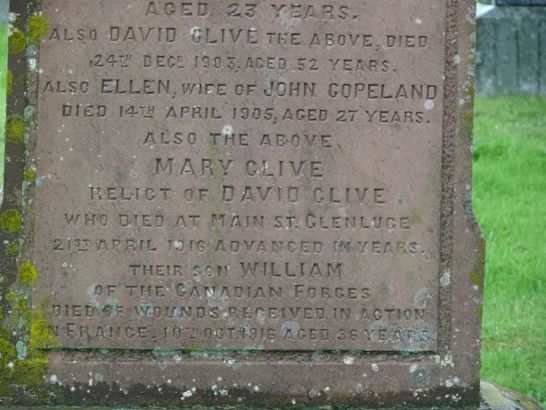 AGED 23 YEARS.
ALSO DAVID CLIVE THE ABOVE, DIED
24TH DECR 1903, AGED 52 YEARS.
ALSO ELLEN, WIFE OF JOHN COPELAND
DIED 14TH APRIL 1905, AGED 27 YEARS.
ALSO THE ABOVE
MARY CLIVE
RELICT OF DAVID CLIVE
WHO DIED AT MAIN ST. GLENLUCE
21ST APRIL 1916 ADVANCED IN YEARS.
THEIR SON WILLIAM
OF THE CANADIAN FORCES
DIED OF WOUNDS RECEIVED IN ACTION
IN FRANCE, 10TH OCT. 1916 AGED 36 YEARS